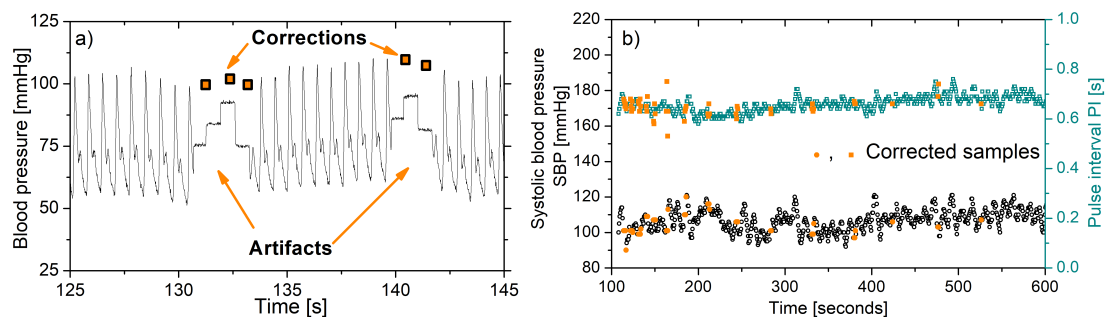 a)
Corrections
Artifacts
Blood pressure [mmHg]
125
100
75
50
25
125 130 135 140 145
Time [s]
b)
Systolic blood pressure
SBP [mmHg]
220
200
180
160
140
120
100
80
, Corrected samples
100 200 300 400 500 600
Time [seconds]
1.0
0.8
0.6
0.4
0.2
0.0
Pulse interval PI [s]